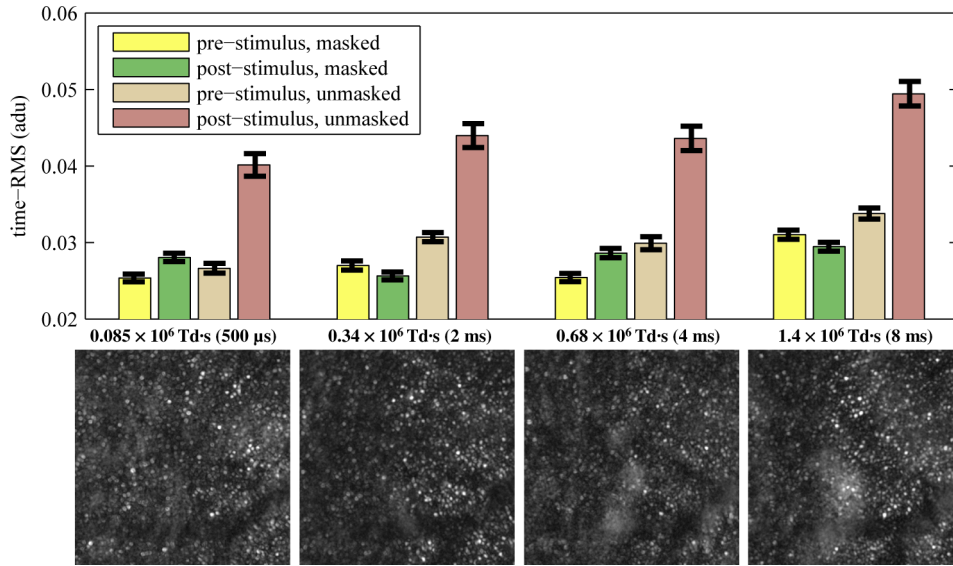 0.06
0.05
0.04
0.03
0.02
time−RMS (adu)
pre−stimulus, masked
post−stimulus, masked
pre−stimulus, unmasked
post−stimulus, unmasked
0.085 × 10⁶ Td·s (500 μs)
0.34 × 10⁶ Td·s (2 ms)
0.68 × 10⁶ Td·s (4 ms)
1.4 × 10⁶ Td·s (8 ms)